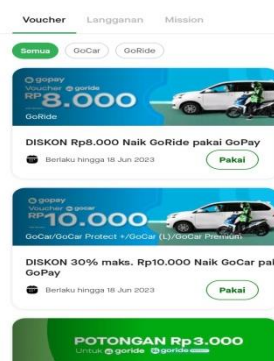 Voucher Langganan Mission
Semua GoCar GoRide
gopay
Voucher goride
RP8.000
GoRide
DISKON Rp8.000 Naik GoRide pakai GoPay
Berlaku hingga 18 Jun 2023 Pakai
gopay
Voucher gocar
RP10.000
GoCar/GoCar Protect +/GoCar (L)/GoCar Premium
DISKON 30% maks. Rp10.000 Naik GoCar pak
GoPay
Berlaku hingga 18 Jun 2023 Pakai
POTONGAN Rp3.000
Untuk goride goride